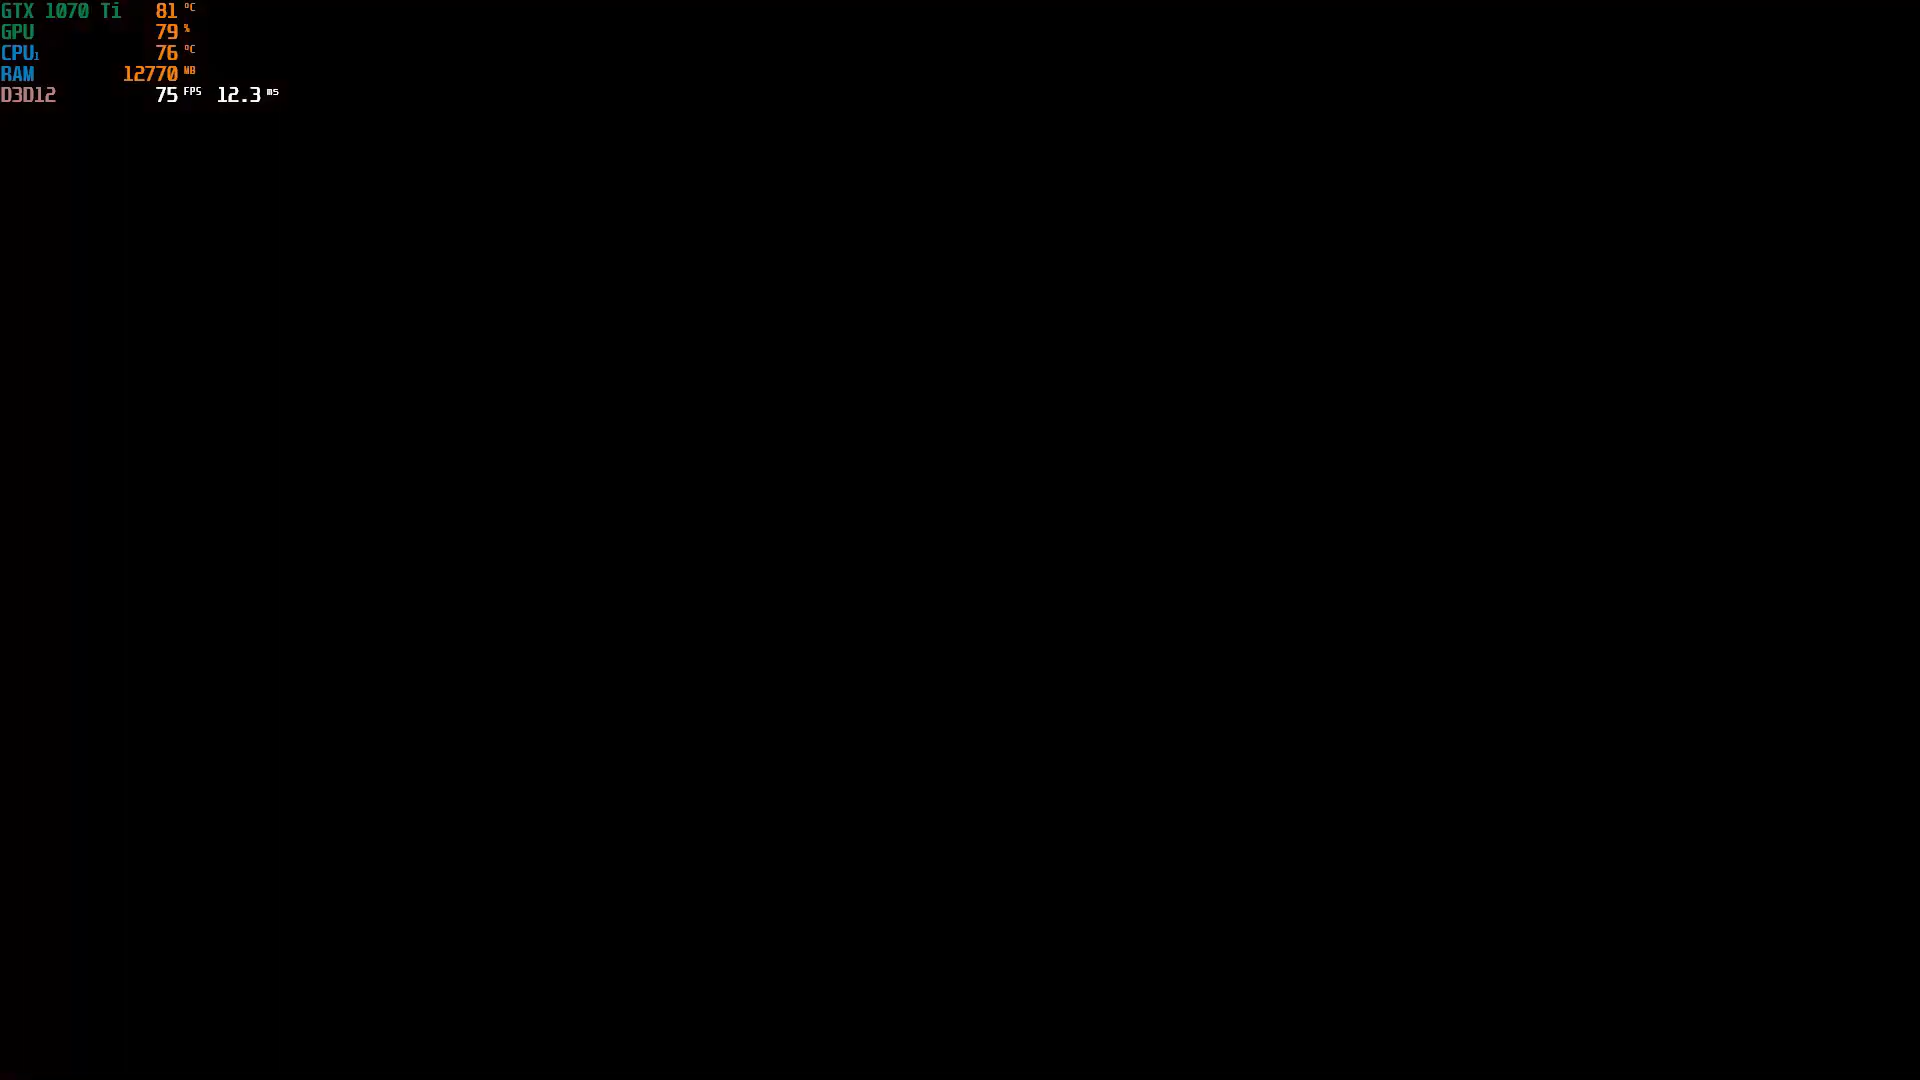 GTX 1070 Ti 81 °C
GPU 79 %
CPU1 76 °C
RAM 12770 MB
D3D12 75 FPS 12.3 ms